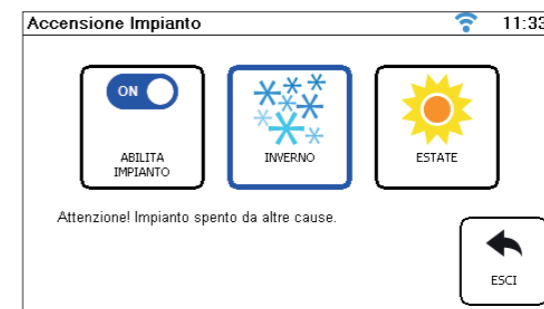 Accensione Impianto 11:33
ON
ABILITA
IMPIANTO
INVERNO
ESTATE
Attenzione! Impianto spento da altre cause.
ESCI